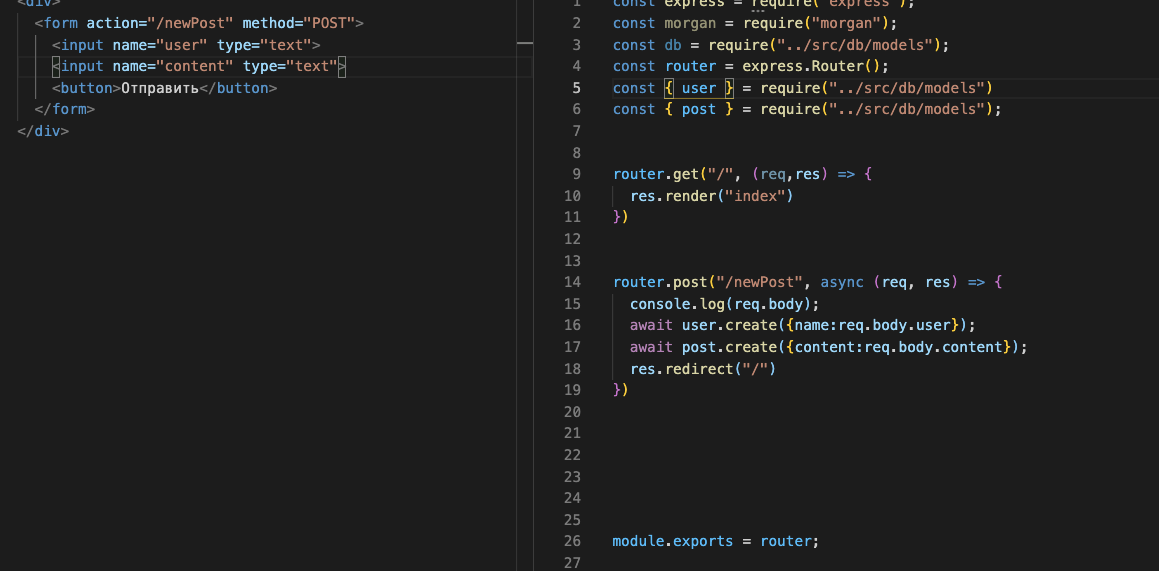 <div>
<form action="/newPost" method="POST">
<input name="user" type="text">
<input name="content" type="text">
<button>Отправить</button>
</form>
</div>
1 const express = require("express");
2 const morgan = require("morgan");
3 const db = require("../src/db/models");
4 const router = express.Router();
5 const { user } = require("../src/db/models")
6 const { post } = require("../src/db/models");
7
8
9 router.get("/", (req,res) => {
10 res.render("index")
11 })
12
13
14 router.post("/newPost", async (req, res) => {
15 console.log(req.body);
16 await user.create({name:req.body.user});
17 await post.create({content:req.body.content});
18 res.redirect("/")
19 })
20
21
22
23
24
25
26 module.exports = router;
27